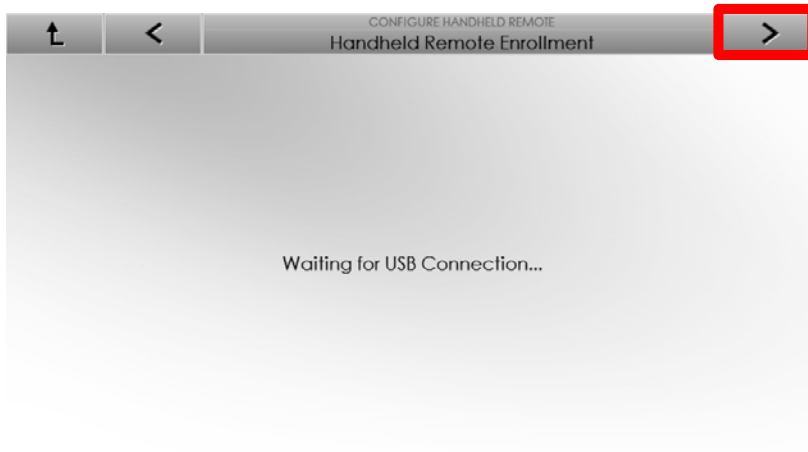 CONFIGURE HANDHELD REMOTE
Handheld Remote Enrollment
Waiting for USB Connection...